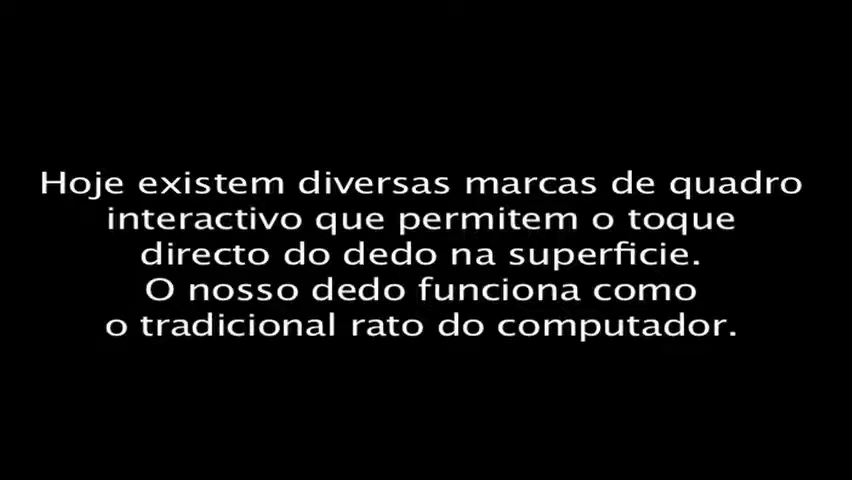 Hoje existem diversas marcas de quadro
interactivo que permitem o toque
directo do dedo na superficie.
O nosso dedo funciona como
o tradicional rato do computador.